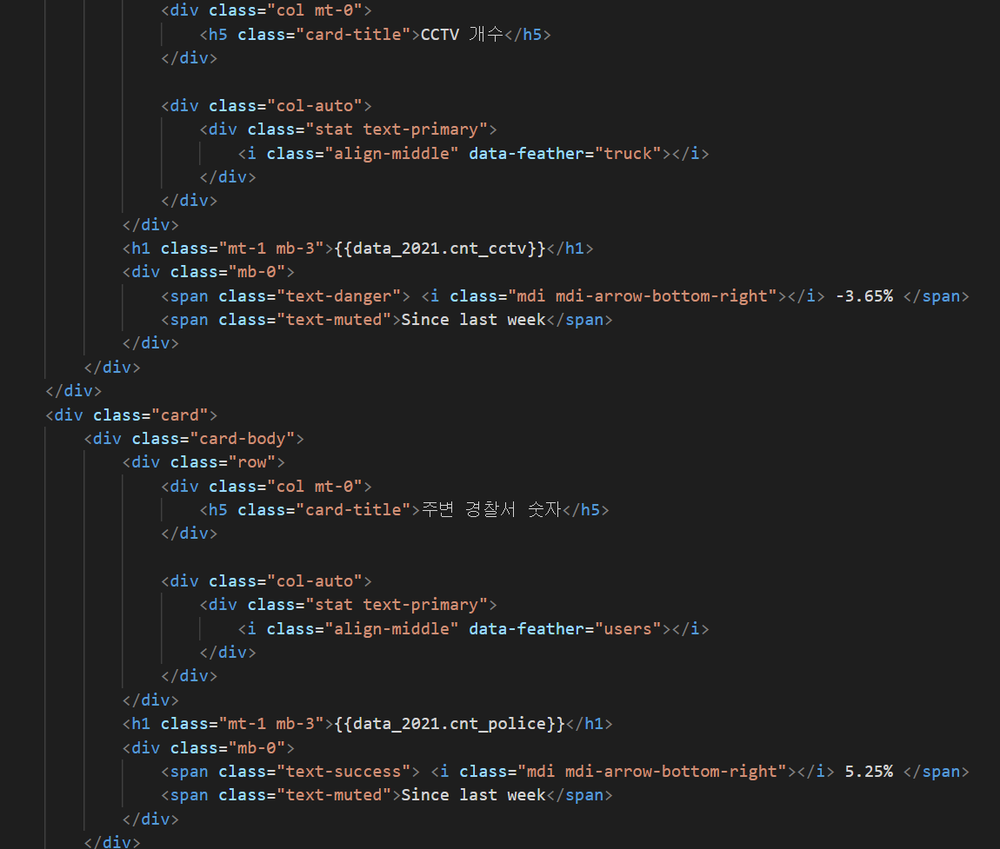 <div class="col mt-0">
<h5 class="card-title">CCTV 개수</h5>
</div>
<div class="col-auto">
<div class="stat text-primary">
<i class="align-middle" data-feather="truck"></i>
</div>
</div>
</div>
<h1 class="mt-1 mb-3">{{data_2021.cnt_cctv}}</h1>
<div class="mb-0">
<span class="text-danger"> <i class="mdi mdi-arrow-bottom-right"></i> -3.65% </span>
<span class="text-muted">Since last week</span>
</div>
</div>
</div>
<div class="card">
<div class="card-body">
<div class="row">
<div class="col mt-0">
<h5 class="card-title">주변 경찰서 숫자</h5>
</div>
<div class="col-auto">
<div class="stat text-primary">
<i class="align-middle" data-feather="users"></i>
</div>
</div>
</div>
<h1 class="mt-1 mb-3">{{data_2021.cnt_police}}</h1>
<div class="mb-0">
<span class="text-success"> <i class="mdi mdi-arrow-bottom-right"></i> 5.25% </span>
<span class="text-muted">Since last week</span>
</div>
</div>